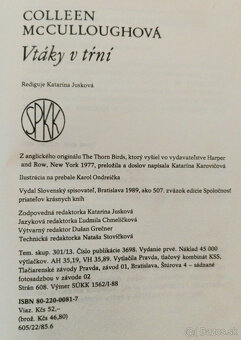 COLLEEN
McCULLOUGHOVÁ
Vtáky v tŕní
Rediguje Katarína Jusková
SPKK
Z anglického originálu The Thorn Birds, ktorý vyšiel vo vydavateľstve Harper
and Row, New York 1977, preložila a doslov napísala Katarína Karovičová
Ilustrácia na prebale Karol Ondreička
Vydal Slovenský spisovateľ, Bratislava 1989, ako 507. zväzok edície Spoločnosť
priateľov krásnych kníh
Zodpovedná redaktorka Katarína Jusková
Jazyková redaktorka Ľudmila Chmelíčková
Výtvarný redaktor Dušan Grečner
Technická redaktorka Nataša Stovíčková
Tem. skup. 301/13. Číslo publikácie 3698. Vydanie prvé. Náklad 45 000
výtlačkov. AH 35,19, VH 35,89. Vytlačila Pravda, tlačový kombinát KSS,
Tlačiarenské závody Pravda, závod 01, Bratislava, Štúrova 4 – sádzané
fotosadzbou v závode 02
Strán 608. Výmer SÚKK 1562/I-88
ISBN 80-220-0081-7
Viaz. Kčs 52,—
(brož. Kčs 46,80)
605/22/85.6
bazos.sk